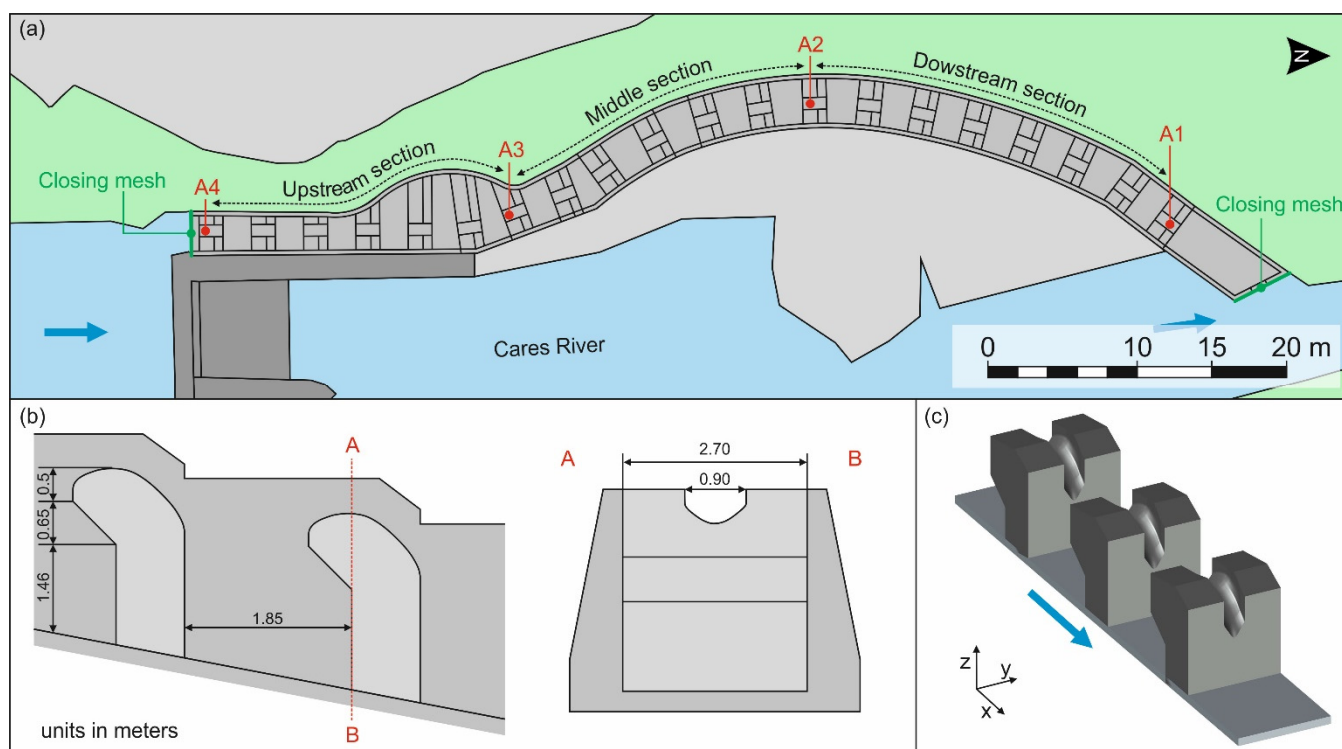 (a)
A2
N
Middle section
Dowstream section
A3
A1
Upstream section
Closing mesh
A4
Closing mesh
Cares River
0 10 15 20 m
(b)
A
0.5
0.65
1.46
1.85
B
units in meters
A
2.70
B
0.90
(c)
z
y
x